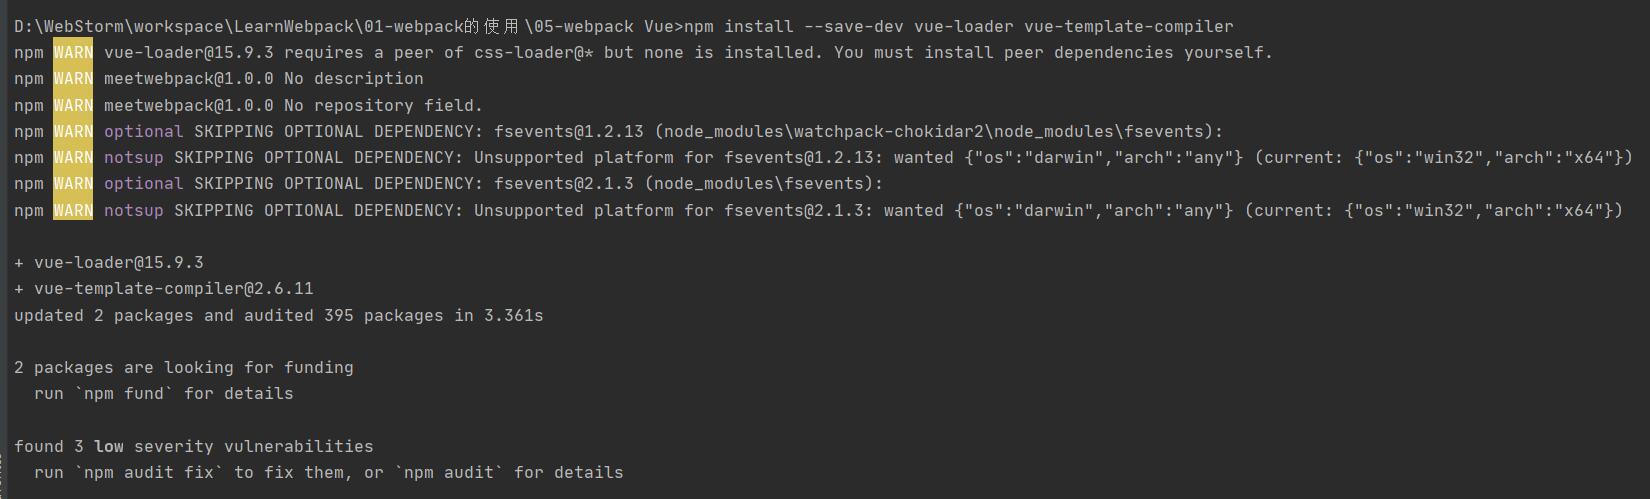 D:\WebStorm\workspace\LearnWebpack\01-webpack的使用\05-webpack Vue>npm install --save-dev vue-loader vue-template-compiler
npm WARN vue-loader@15.9.3 requires a peer of css-loader@* but none is installed. You must install peer dependencies yourself.
npm WARN meetwebpack@1.0.0 No description
npm WARN meetwebpack@1.0.0 No repository field.
npm WARN optional SKIPPING OPTIONAL DEPENDENCY: fsevents@1.2.13 (node_modules\watchpack-chokidar2\node_modules\fsevents):
npm WARN notsup SKIPPING OPTIONAL DEPENDENCY: Unsupported platform for fsevents@1.2.13: wanted {"os":"darwin","arch":"any"} (current: {"os":"win32","arch":"x64"})
npm WARN optional SKIPPING OPTIONAL DEPENDENCY: fsevents@2.1.3 (node_modules\fsevents):
npm WARN notsup SKIPPING OPTIONAL DEPENDENCY: Unsupported platform for fsevents@2.1.3: wanted {"os":"darwin","arch":"any"} (current: {"os":"win32","arch":"x64"})
+ vue-loader@15.9.3
+ vue-template-compiler@2.6.11
updated 2 packages and audited 395 packages in 3.361s
2 packages are looking for funding
run `npm fund` for details
found 3 low severity vulnerabilities
run `npm audit fix` to fix them, or `npm audit` for details